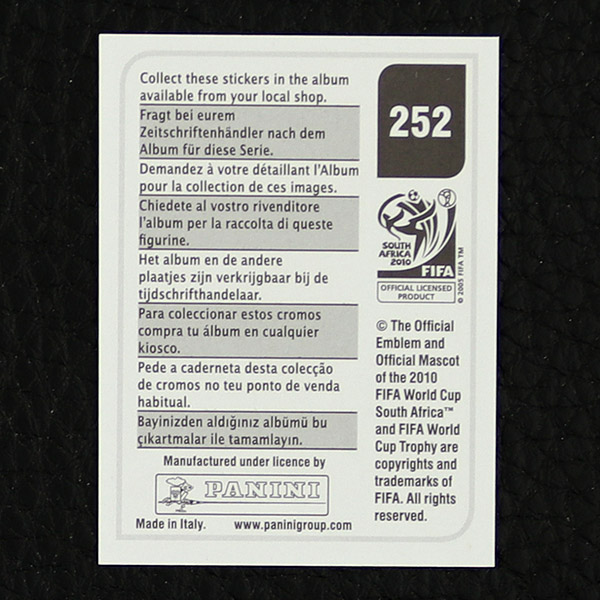 Collect these stickers in the album
available from your local shop.
Fragt bei eurem
Zeitschriftenhändler nach dem
Album für diese Serie.
Demandez à votre détaillant l'Album
pour la collection de ces images.
Chiedete al vostro rivenditore
l'album per la raccolta di queste
figurine.
Het album en de andere
plaatjes zijn verkrijgbaar bij de
tijdschrifthandelaar.
Para coleccionar estos cromos
compra tu álbum en cualquier
kiosco.
Pede a caderneta desta colecção
de cromos no teu ponto de venda
habitual.
Bayinizden aldığınız albümü bu
çıkartmalar ile tamamlayın.
Manufactured under licence by
PANINI
Made in Italy.
www.paninigroup.com
252
SOUTH
AFRICA
2010
FIFA
© 2005 FIFA TM
OFFICIAL LICENSED
PRODUCT
© The Official
Emblem and
Official Mascot
of the 2010
FIFA World Cup
South Africa™
and FIFA World
Cup Trophy are
copyrights and
trademarks of
FIFA. All rights
reserved.